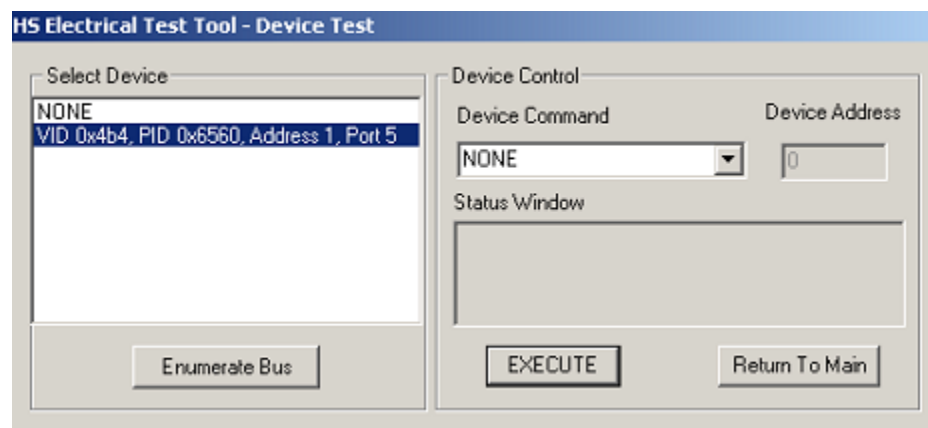 HS Electrical Test Tool - Device Test
Select Device
NONE
VID 0x4b4, PID 0x6560, Address 1, Port 5
Enumerate Bus
Device Control
Device Command
Device Address
NONE
0
Status Window
EXECUTE
Return To Main